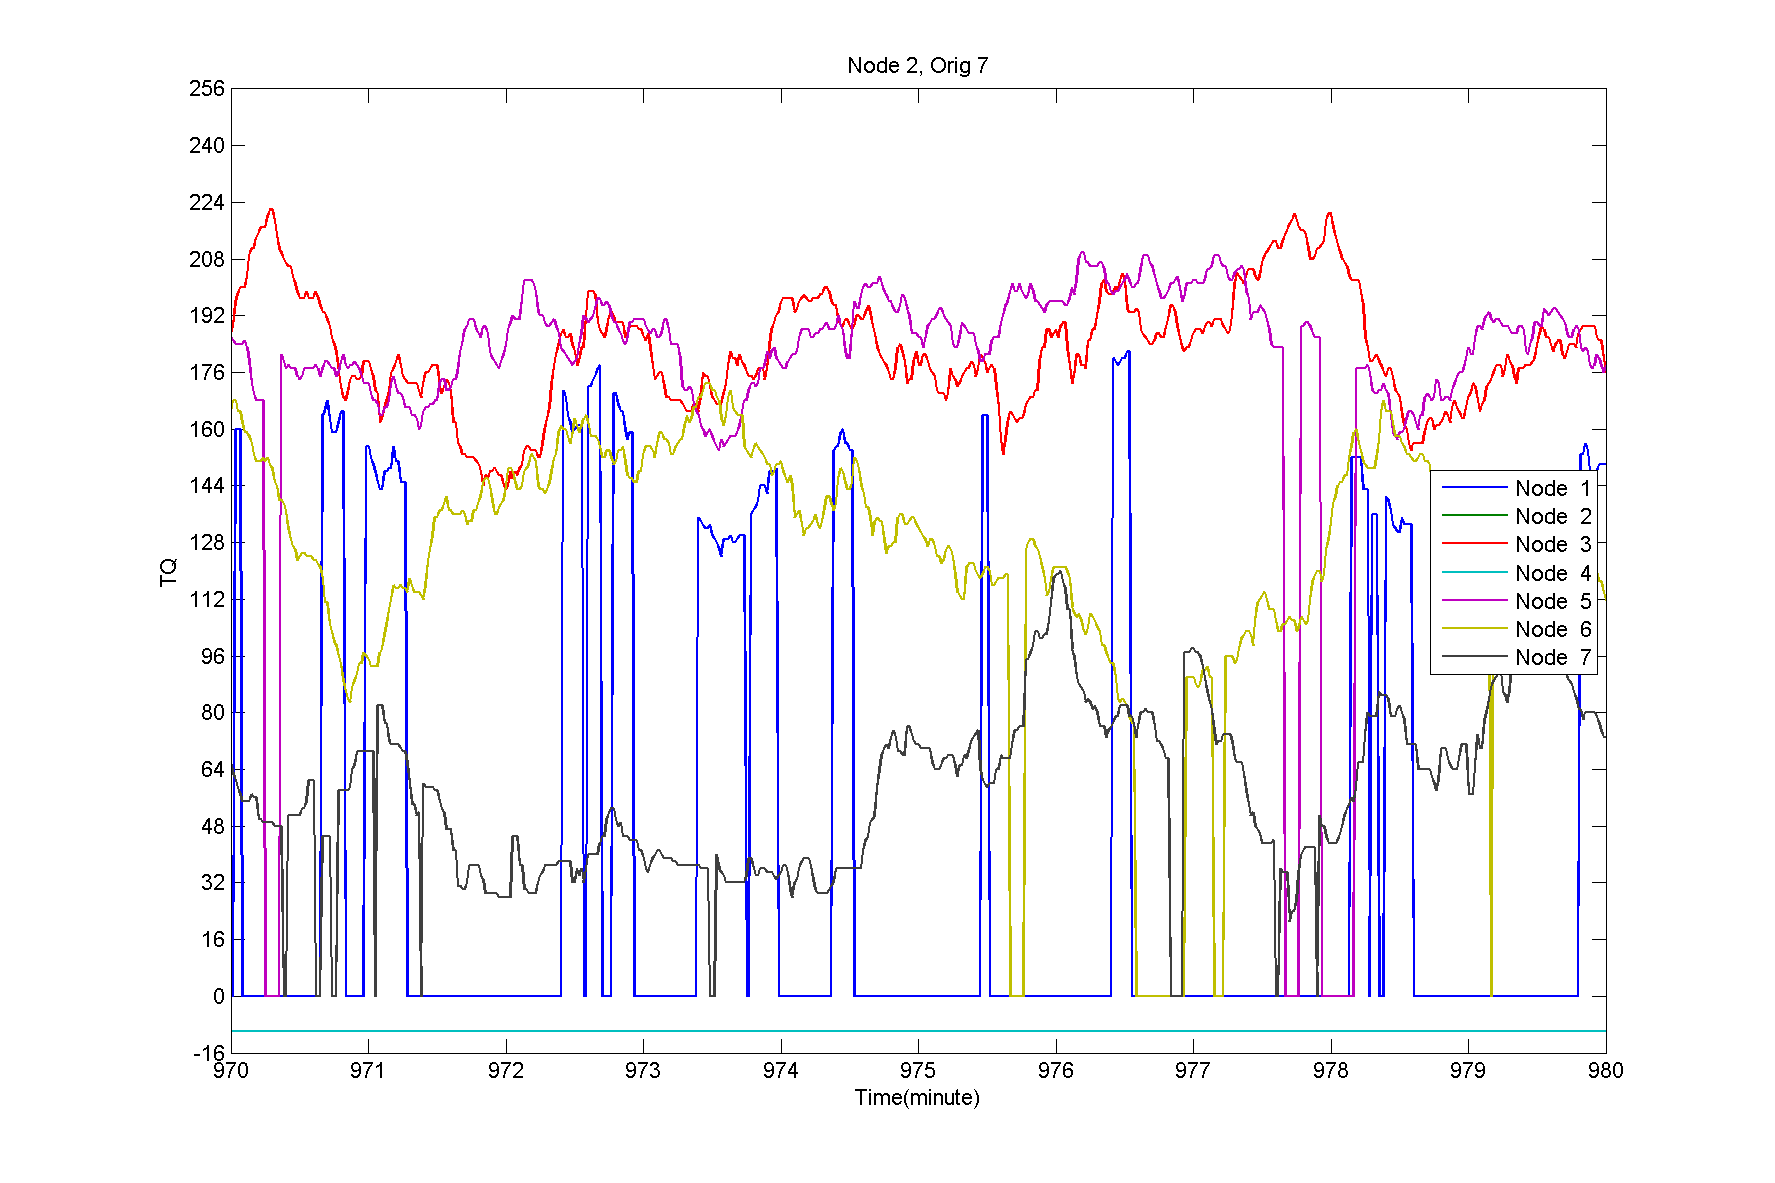 Node 2, Orig 7
256
240
224
208
192
176
160
144
128
112
96
80
64
48
32
16
0
-16
TQ
Node 1
Node 2
Node 3
Node 4
Node 5
Node 6
Node 7
970 971 972 973 974 975 976 977 978 979 980
Time(minute)